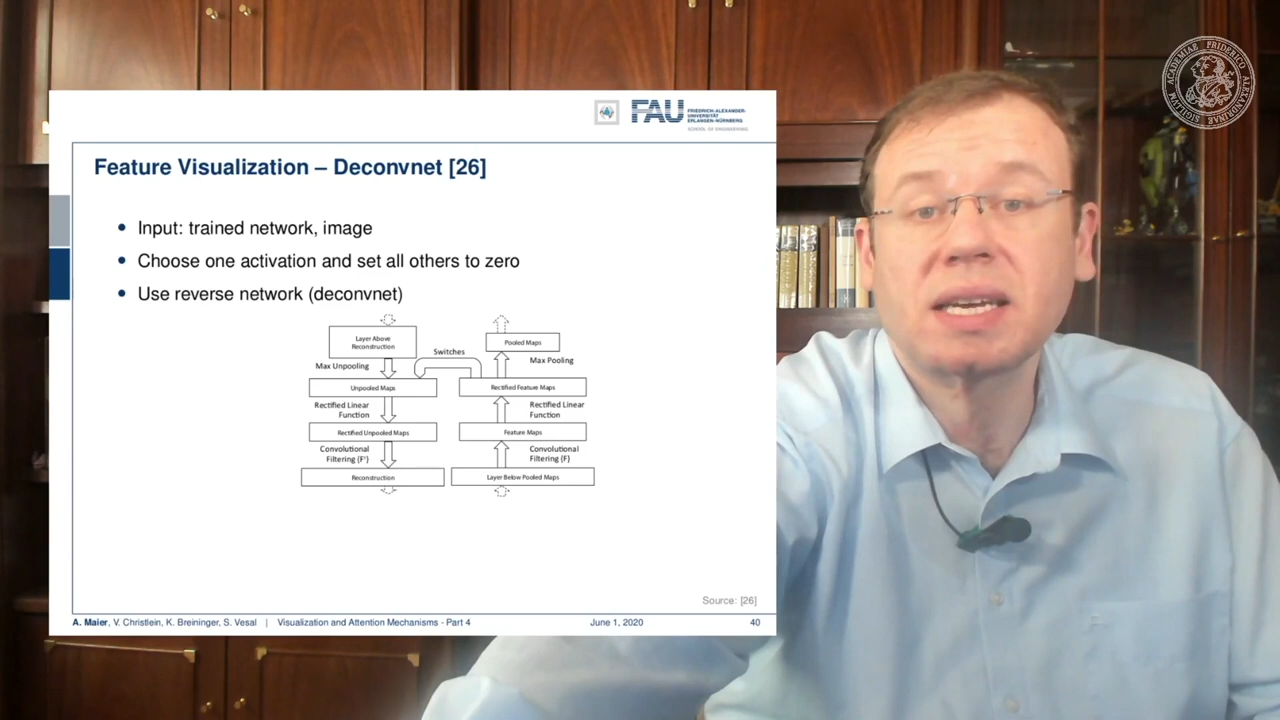 FAU
FRIEDRICH-ALEXANDER-
UNIVERSITÄT
ERLANGEN-NÜRNBERG
SCHOOL OF ENGINEERING
Feature Visualization – Deconvnet [26]
• Input: trained network, image
• Choose one activation and set all others to zero
• Use reverse network (deconvnet)
Layer Above
Reconstruction
Pooled Maps
Switches
Max Unpooling
Max Pooling
Unpooled Maps
Rectified Feature Maps
Rectified Linear
Function
Rectified Linear
Function
Rectified Unpooled Maps
Feature Maps
Convolutional
Filtering {Fᵀ}
Convolutional
Filtering {F}
Reconstruction
Layer Below Pooled Maps
Source: [26]
A. Maier, V. Christlein, K. Breininger, S. Vesal | Visualization and Attention Mechanisms - Part 4 June 1, 2020 40